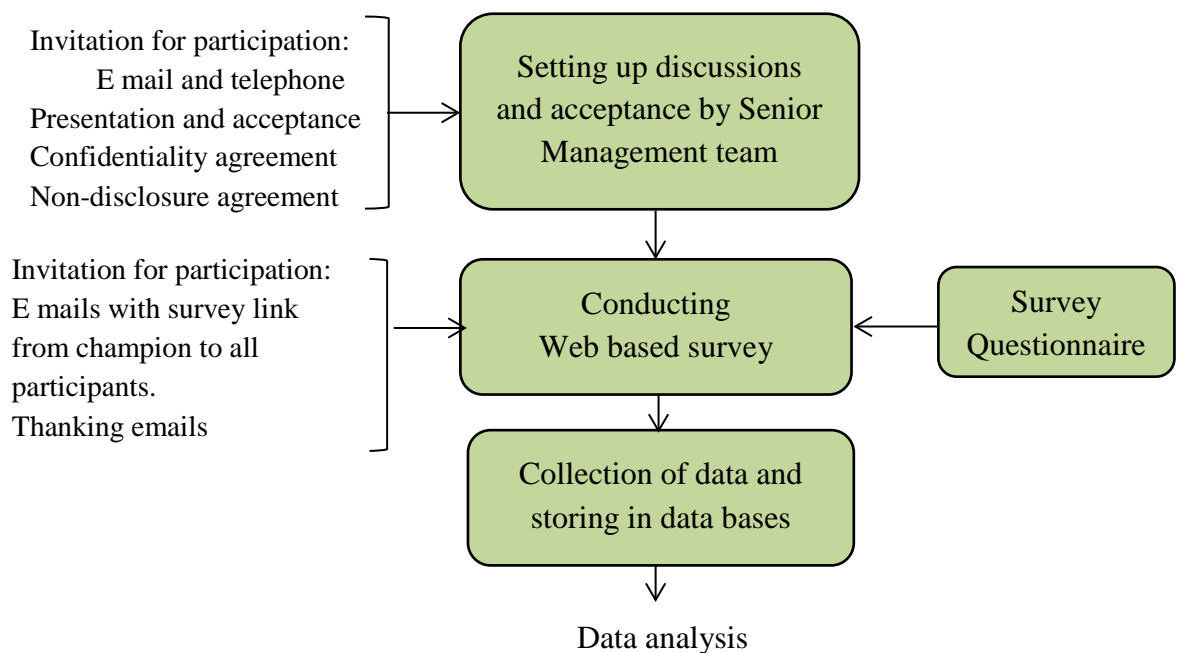 Invitation for participation:
E mail and telephone
Presentation and acceptance
Confidentiality agreement
Non-disclosure agreement
Setting up discussions
and acceptance by Senior
Management team
Invitation for participation:
E mails with survey link
from champion to all
participants.
Thanking emails
Conducting
Web based survey
Survey
Questionnaire
Collection of data and
storing in data bases
Data analysis